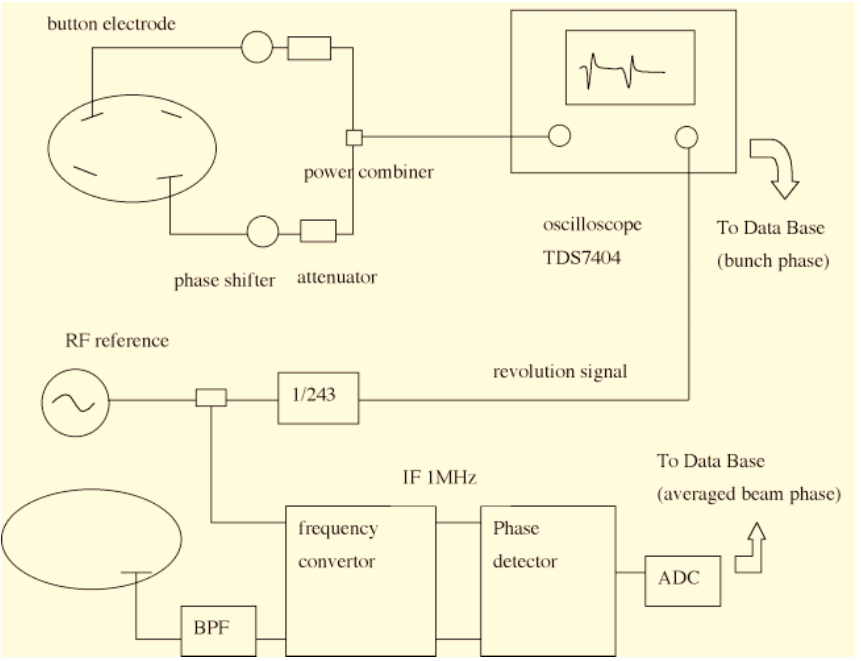 button electrode
power combiner
oscilloscope
TDS7404
To Data Base
(bunch phase)
phase shifter
attenuator
RF reference
1/243
revolution signal
IF 1MHz
To Data Base
(averaged beam phase)
frequency
convertor
Phase
detector
ADC
BPF